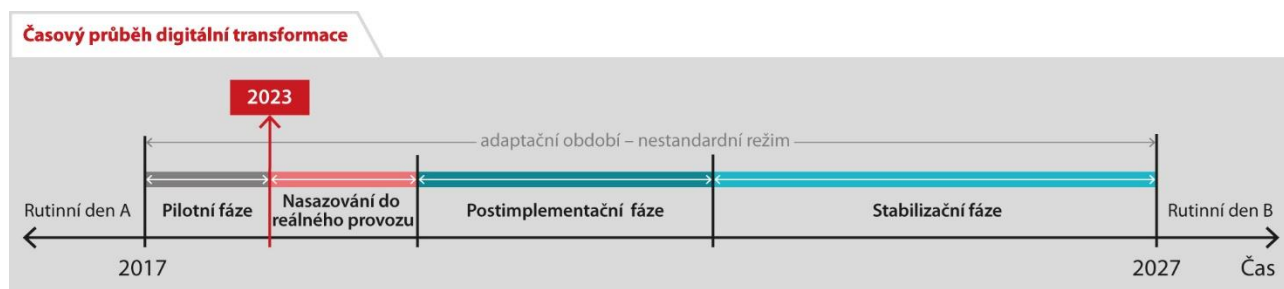 Časový průběh digitální transformace
2023
adaptační období – nestandardní režim
Rutinní den A
Pilotní fáze
Nasazování do
reálného provozu
Postimplementační fáze
Stabilizační fáze
Rutinní den B
2017
2027
Čas